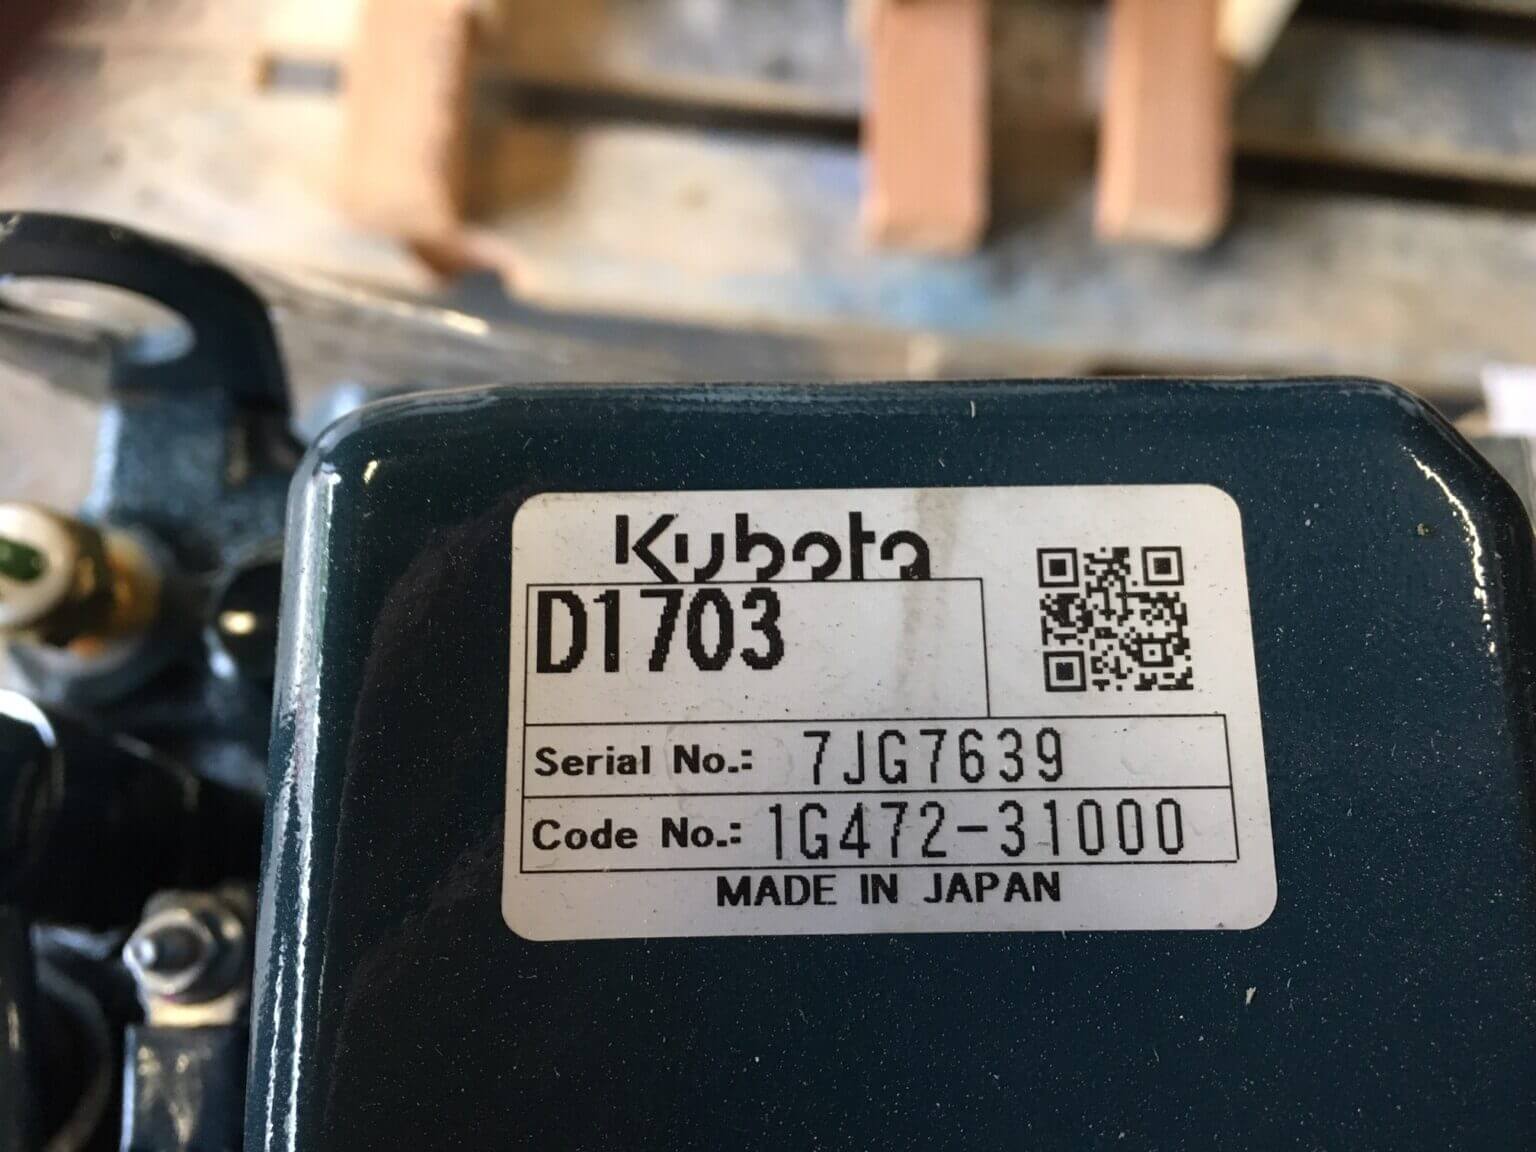 Kubota
D1703
Serial No.: 7JG7639
Code No.: 1G472-31000
MADE IN JAPAN